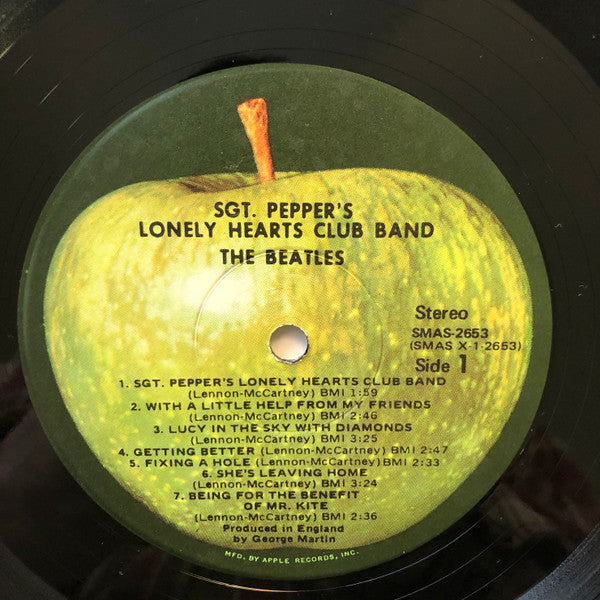 SGT. PEPPER'S
LONELY HEARTS CLUB BAND
THE BEATLES
Stereo
SMAS-2653
(SMAS X-1-2653)
Side 1
1. SGT. PEPPER'S LONELY HEARTS CLUB BAND
(Lennon-McCartney) BMI 1:59
2. WITH A LITTLE HELP FROM MY FRIENDS
(Lennon-McCartney) BMI 2:46
3. LUCY IN THE SKY WITH DIAMONDS
(Lennon-McCartney) BMI 3:25
4. GETTING BETTER (Lennon-McCartney) BMI 2:47
5. FIXING A HOLE (Lennon-McCartney) BMI 2:33
6. SHE'S LEAVING HOME
(Lennon-McCartney) BMI 3:24
7. BEING FOR THE BENEFIT
OF MR. KITE
(Lennon-McCartney) BMI 2:36
Produced in England
by George Martin
MFD. BY APPLE RECORDS, INC.